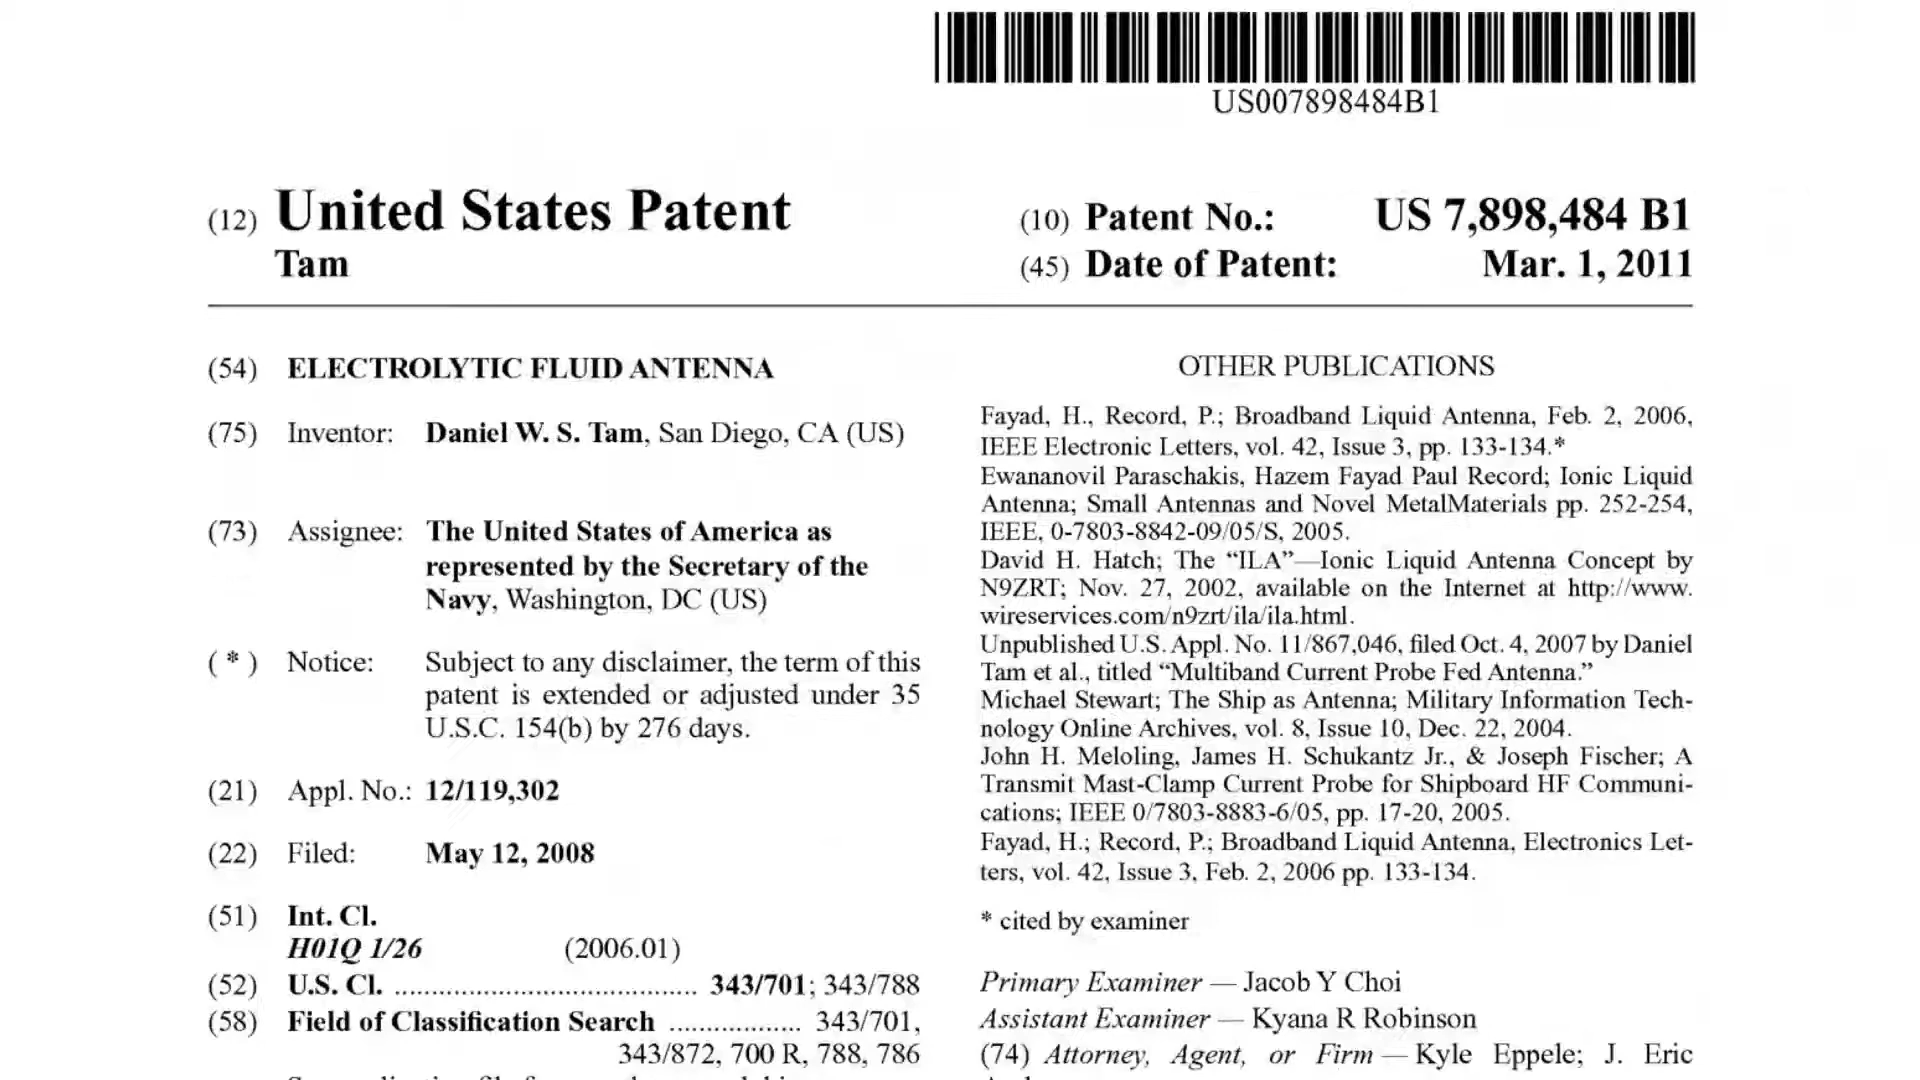 US007898484B1
(12) United States Patent
Tam
(10) Patent No.: US 7,898,484 B1
(45) Date of Patent: Mar. 1, 2011
(54) ELECTROLYTIC FLUID ANTENNA
(75) Inventor: Daniel W. S. Tam, San Diego, CA (US)
(73) Assignee: The United States of America as
represented by the Secretary of the
Navy, Washington, DC (US)
( * ) Notice: Subject to any disclaimer, the term of this
patent is extended or adjusted under 35
U.S.C. 154(b) by 276 days.
(21) Appl. No.: 12/119,302
(22) Filed: May 12, 2008
(51) Int. Cl.
H01Q 1/26 (2006.01)
(52) U.S. Cl. ........................................ 343/701; 343/788
(58) Field of Classification Search .................. 343/701,
343/872, 700 R, 788, 786
OTHER PUBLICATIONS
Fayad, H., Record, P.; Broadband Liquid Antenna, Feb. 2, 2006,
IEEE Electronic Letters, vol. 42, Issue 3, pp. 133-134.*
Ewananovil Paraschakis, Hazem Fayad Paul Record; Ionic Liquid
Antenna; Small Antennas and Novel MetalMaterials pp. 252-254,
IEEE, 0-7803-8842-09/05/S, 2005.
David H. Hatch; The “ILA”—Ionic Liquid Antenna Concept by
N9ZRT; Nov. 27, 2002, available on the Internet at http://www.
wireservices.com/n9zrt/ila/ila.html.
Unpublished U.S. Appl. No. 11/867,046, filed Oct. 4, 2007 by Daniel
Tam et al., titled “Multiband Current Probe Fed Antenna.”
Michael Stewart; The Ship as Antenna; Military Information Tech-
nology Online Archives, vol. 8, Issue 10, Dec. 22, 2004.
John H. Meloling, James H. Schukantz Jr., & Joseph Fischer; A
Transmit Mast-Clamp Current Probe for Shipboard HF Communi-
cations; IEEE 0/7803-8883-6/05, pp. 17-20, 2005.
Fayad, H.; Record, P.; Broadband Liquid Antenna, Electronics Let-
ters, vol. 42, Issue 3, Feb. 2, 2006 pp. 133-134.
* cited by examiner
Primary Examiner — Jacob Y Choi
Assistant Examiner — Kyana R Robinson
(74) Attorney, Agent, or Firm — Kyle Eppele; J. Eric